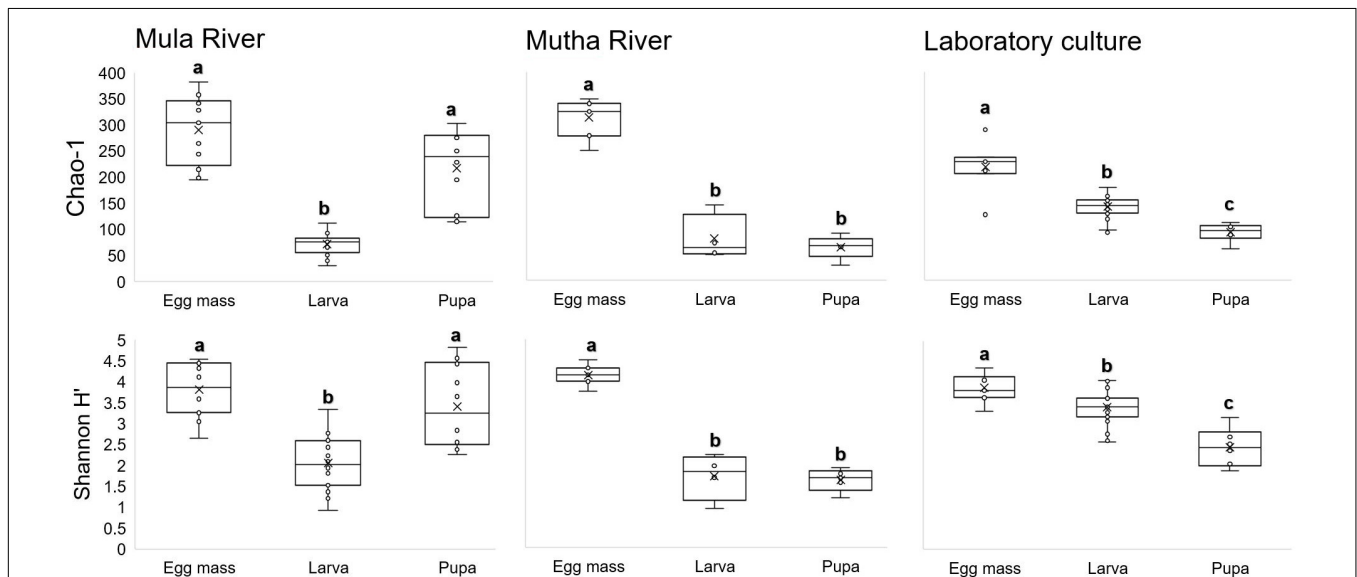 Mula River
Mutha River
Laboratory culture
Chao-1
400
350
300
250
200
150
100
50
0
a
b
a
a
b
b
a
b
c
Egg mass Larva Pupa
Egg mass Larva Pupa
Egg mass Larva Pupa
Shannon H'
5
4.5
4
3.5
3
2.5
2
1.5
1
0.5
0
a
b
a
a
b
b
a
b
c
Egg mass Larva Pupa
Egg mass Larva Pupa
Egg mass Larva Pupa